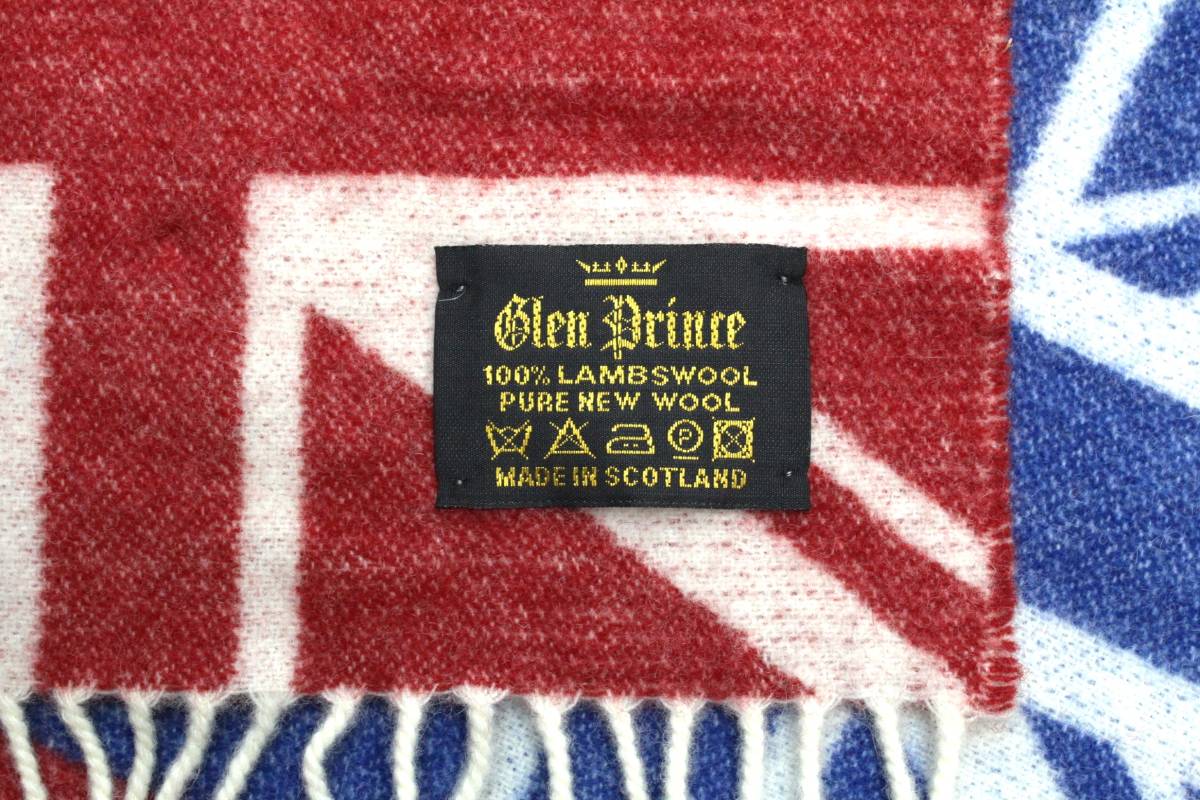 Glen Prince
100% LAMBSWOOL
PURE NEW WOOL
P
MADE IN SCOTLAND